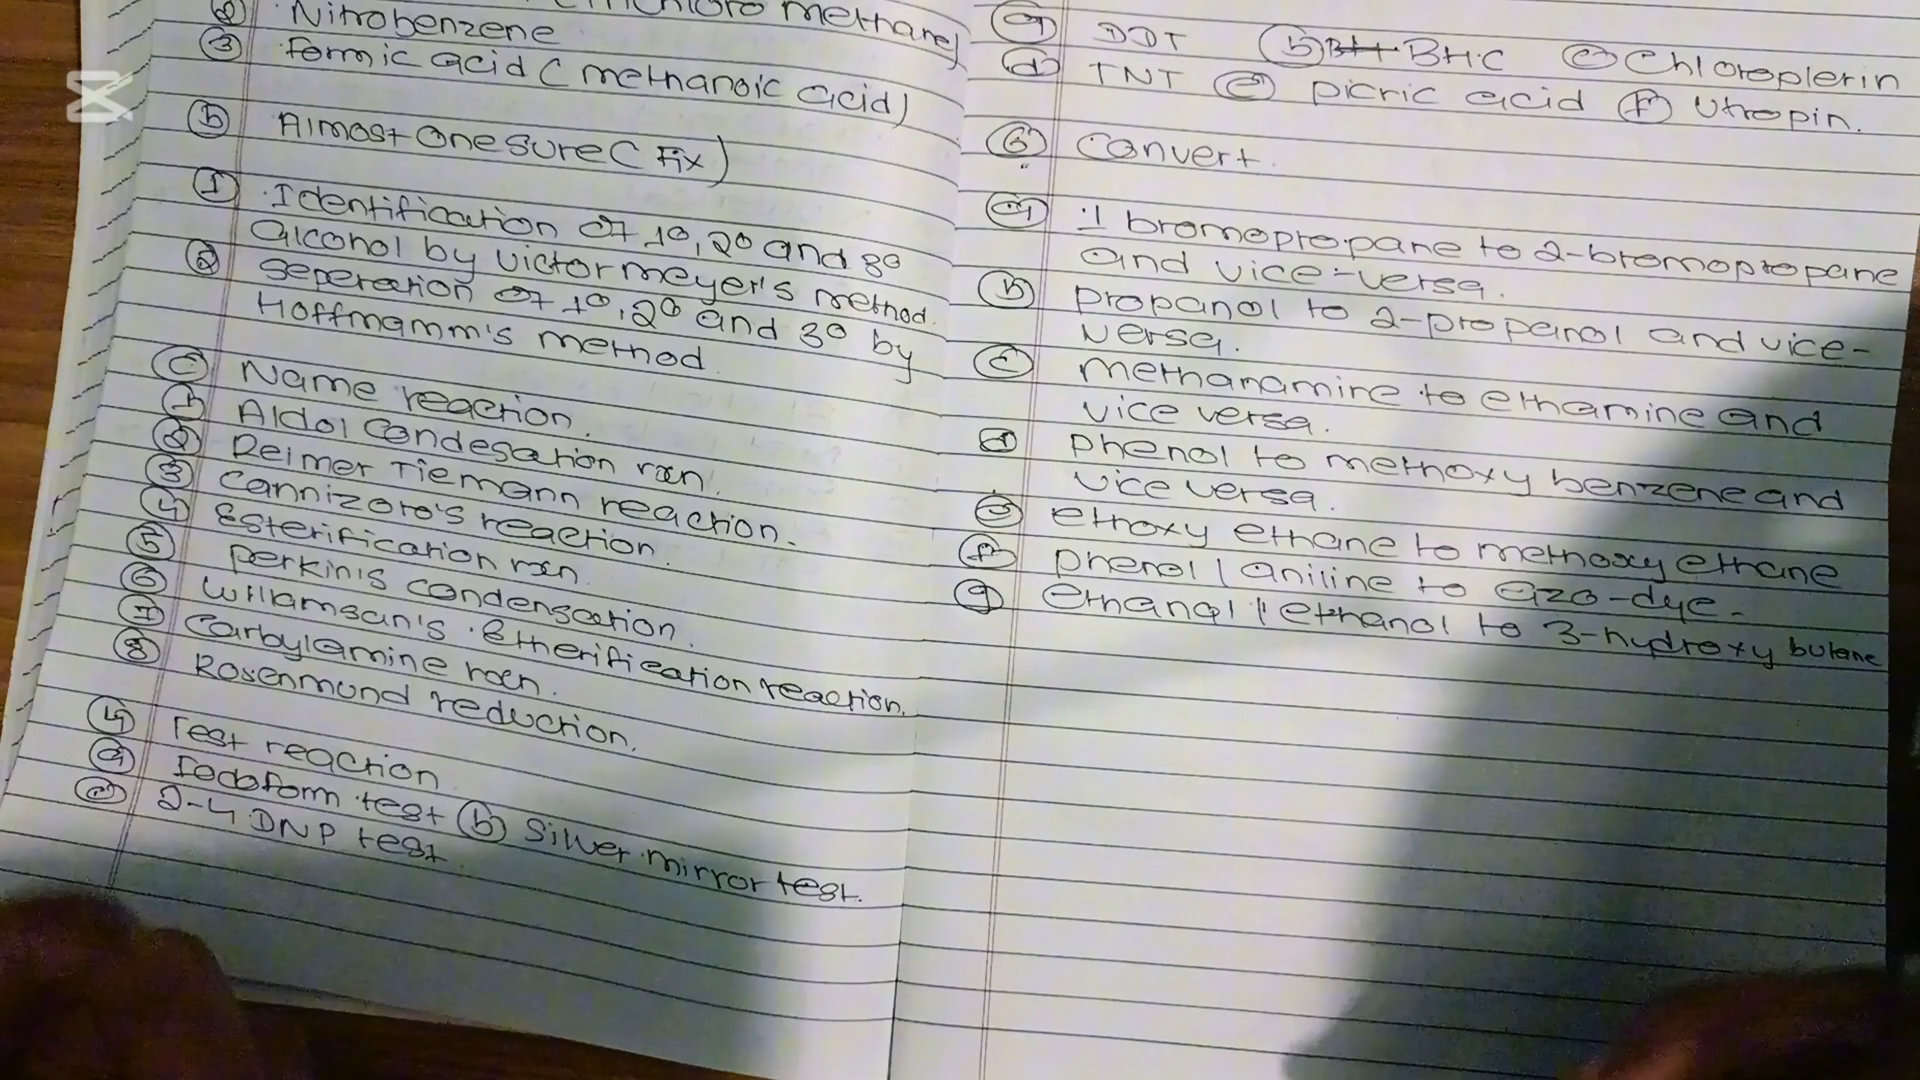 methane)
② Nitrobenzene
③ formic acid ( methanoic acid)
ⓑ Almost one sure ( Fix )
① Identification of 1°, 2° and 3°
alcohol by victor meyer's method.
② Seperation of 1°, 2° and 3° by
Hoffmamm's method.
ⓒ Name reaction.
① Aldol Condesation rxn.
② Reimer Tiemann reaction.
③ Cannizoro's reaction
④ Esterification rxn
⑤ Perkin's condensation.
⑥ Williamson's Etherification reaction.
⑦ Carbylamine rxn.
⑧ Rosenmund reduction.
④ Test reaction
ⓐ Iodoform test ⓑ Silver mirror test.
ⓒ 2-4 DNP test
ⓐ DDT ⓑ BHC ⓒ Chloroplerin
ⓓ TNT ⓔ picric acid ⓕ Utropin.
⑥ Convert.
ⓐ 1 bromopropane to 2-bromopropane
and vice-versa.
ⓑ propanol to 2-propanol and vice-
versa.
ⓒ methanamine to ethamine and
vice versa.
ⓓ phenol to methoxy benzene and
vice versa.
ⓔ ethoxy ethane to methoxy ethane
ⓕ phenol | aniline to azo-dye.
ⓖ ethanal | ethanol to 3-hydroxy butane